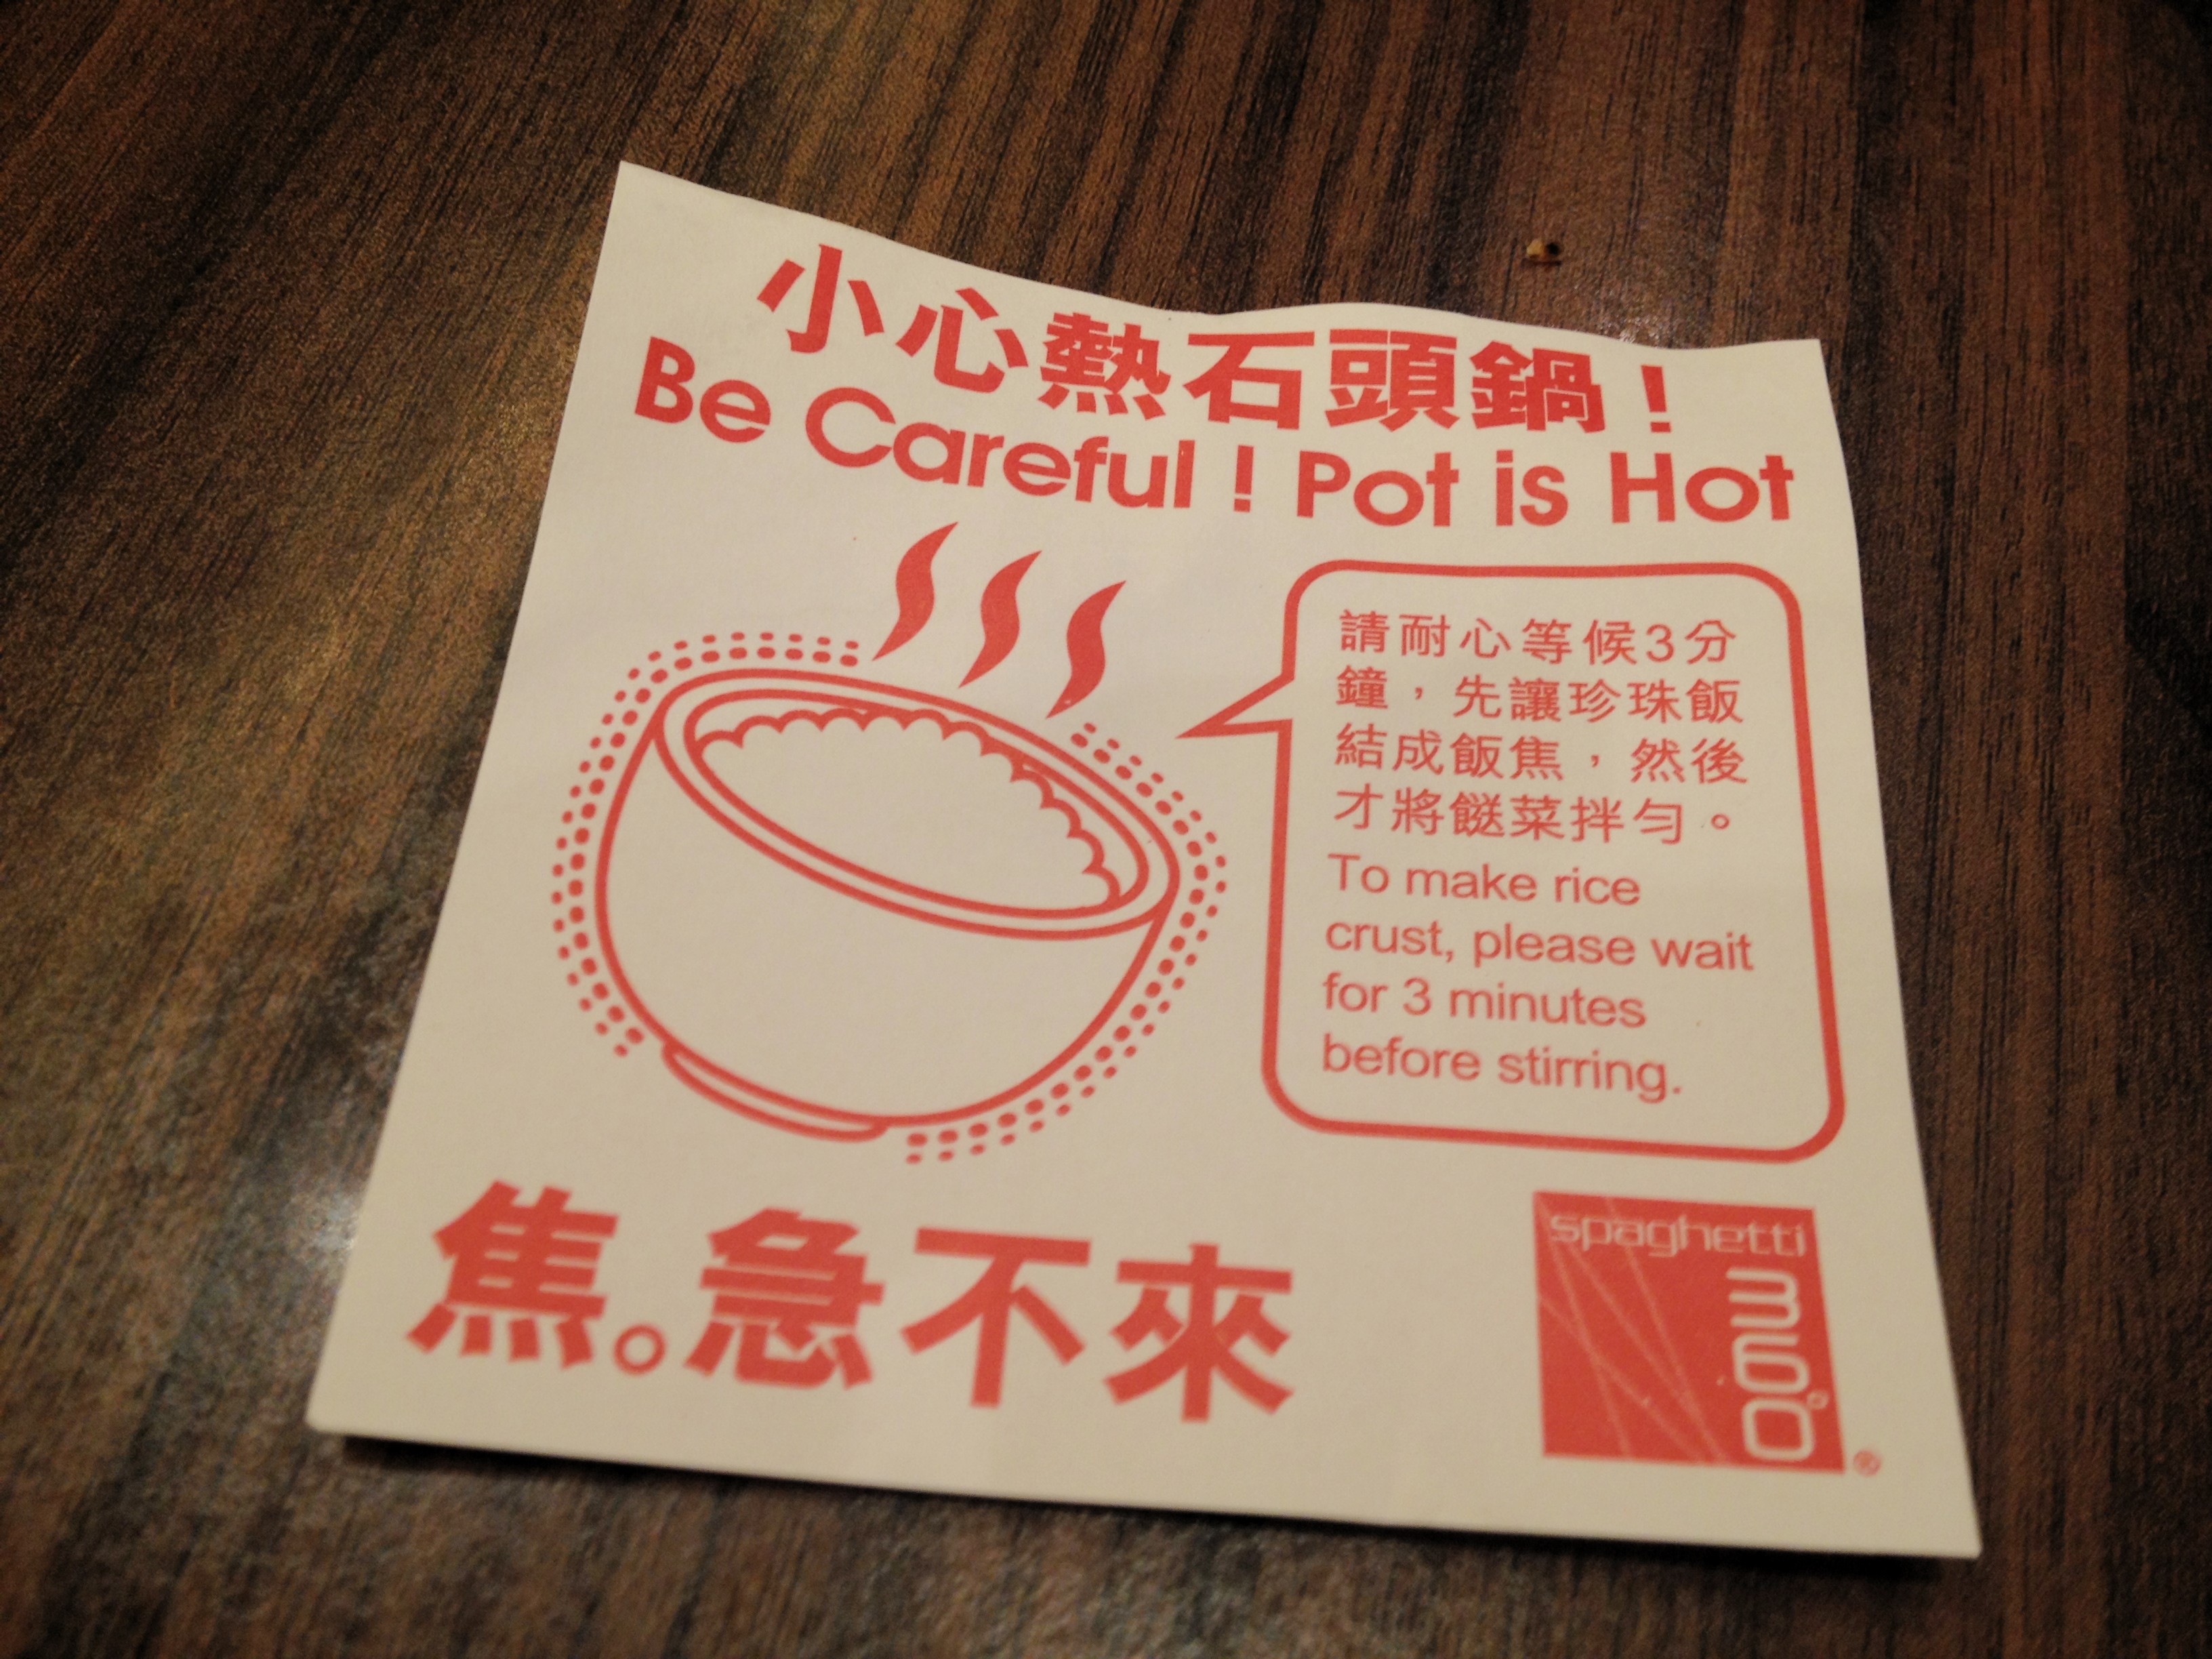 小心熱石頭鍋！
Be Careful ! Pot is Hot
請耐心等候3分
鐘，先讓珍珠飯
結成飯焦，然後
才將餸菜拌勻。
To make rice
crust, please wait
for 3 minutes
before stirring.
焦。急不來
spaghetti
360°
®